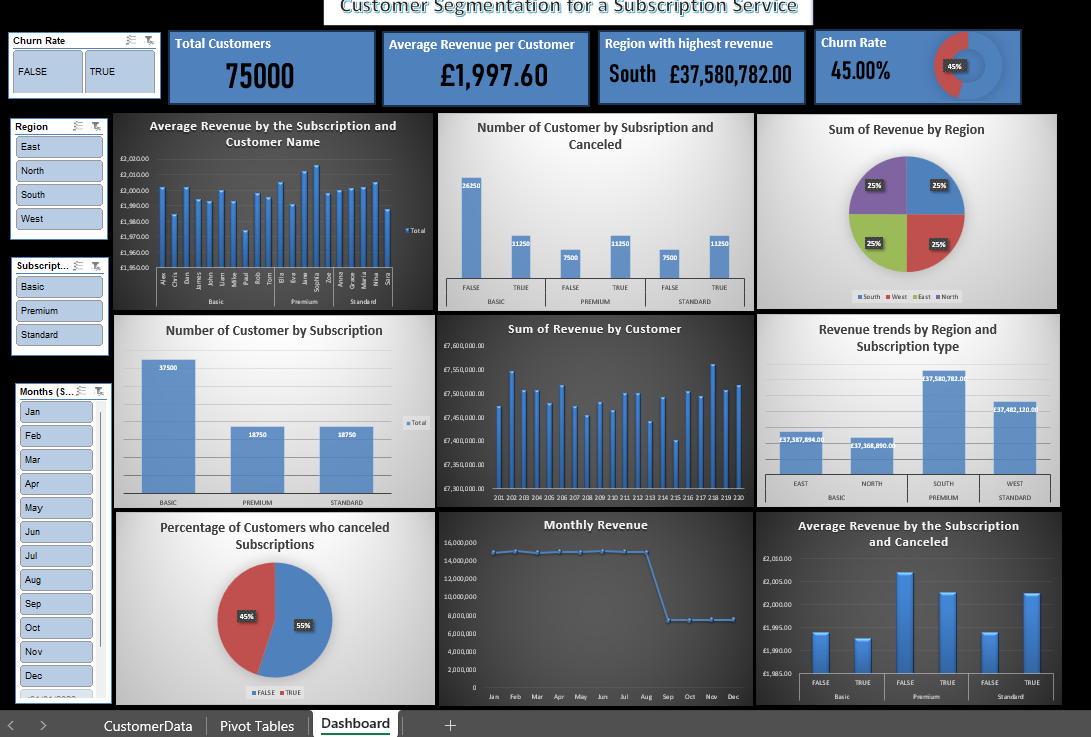 Customer Segmentation for a Subscription Service
Churn Rate
FALSE
TRUE
Total Customers
75000
Average Revenue per Customer
£1,997.60
Region with highest revenue
South £37,580,782.00
Churn Rate
45.00%
45%
Region
East
North
South
West
Subscript...
Basic
Premium
Standard
Months (S...
Jan
Feb
Mar
Apr
May
Jun
Jul
Aug
Sep
Oct
Nov
Dec
Average Revenue by the Subscription and
Customer Name
£2,020.00
£2,010.00
£2,000.00
£1,990.00
£1,980.00
£1,970.00
£1,960.00
£1,950.00
Alex Chris Dan James John Liam Mike Paul Rob Tom Ella Eva Jane Sophia Zoe Anna Grace Maria Nina Sara
Basic Premium Standard
Total
Number of Customer by Subsription and
Canceled
26250 11250 7500 11250 7500 11250
FALSE TRUE FALSE TRUE FALSE TRUE
BASIC PREMIUM STANDARD
Sum of Revenue by Region
25% 25%
25% 25%
South West East North
Number of Customer by Subscription
37500
18750 18750
BASIC PREMIUM STANDARD
Total
Sum of Revenue by Customer
£7,600,000.00
£7,550,000.00
£7,500,000.00
£7,450,000.00
£7,400,000.00
£7,350,000.00
£7,300,000.00
201 202 203 204 205 206 207 208 209 210 211 212 213 214 215 216 217 218 219 220
Revenue trends by Region and
Subscription type
£37,387,894.00 £37,368,890.00 £37,580,782.00 £37,482,120.00
EAST NORTH SOUTH WEST
BASIC PREMIUM STANDARD
Percentage of Customers who canceled
Subscriptions
45%
55%
FALSE TRUE
Monthly Revenue
16,000,000
14,000,000
12,000,000
10,000,000
8,000,000
6,000,000
4,000,000
2,000,000
0
Jan Feb Mar Apr May Jun Jul Aug Sep Oct Nov Dec
Average Revenue by the Subscription
and Canceled
£2,010.00
£2,005.00
£2,000.00
£1,995.00
£1,990.00
£1,985.00
FALSE TRUE FALSE TRUE FALSE TRUE
Basic Premium Standard
CustomerData
Pivot Tables
Dashboard